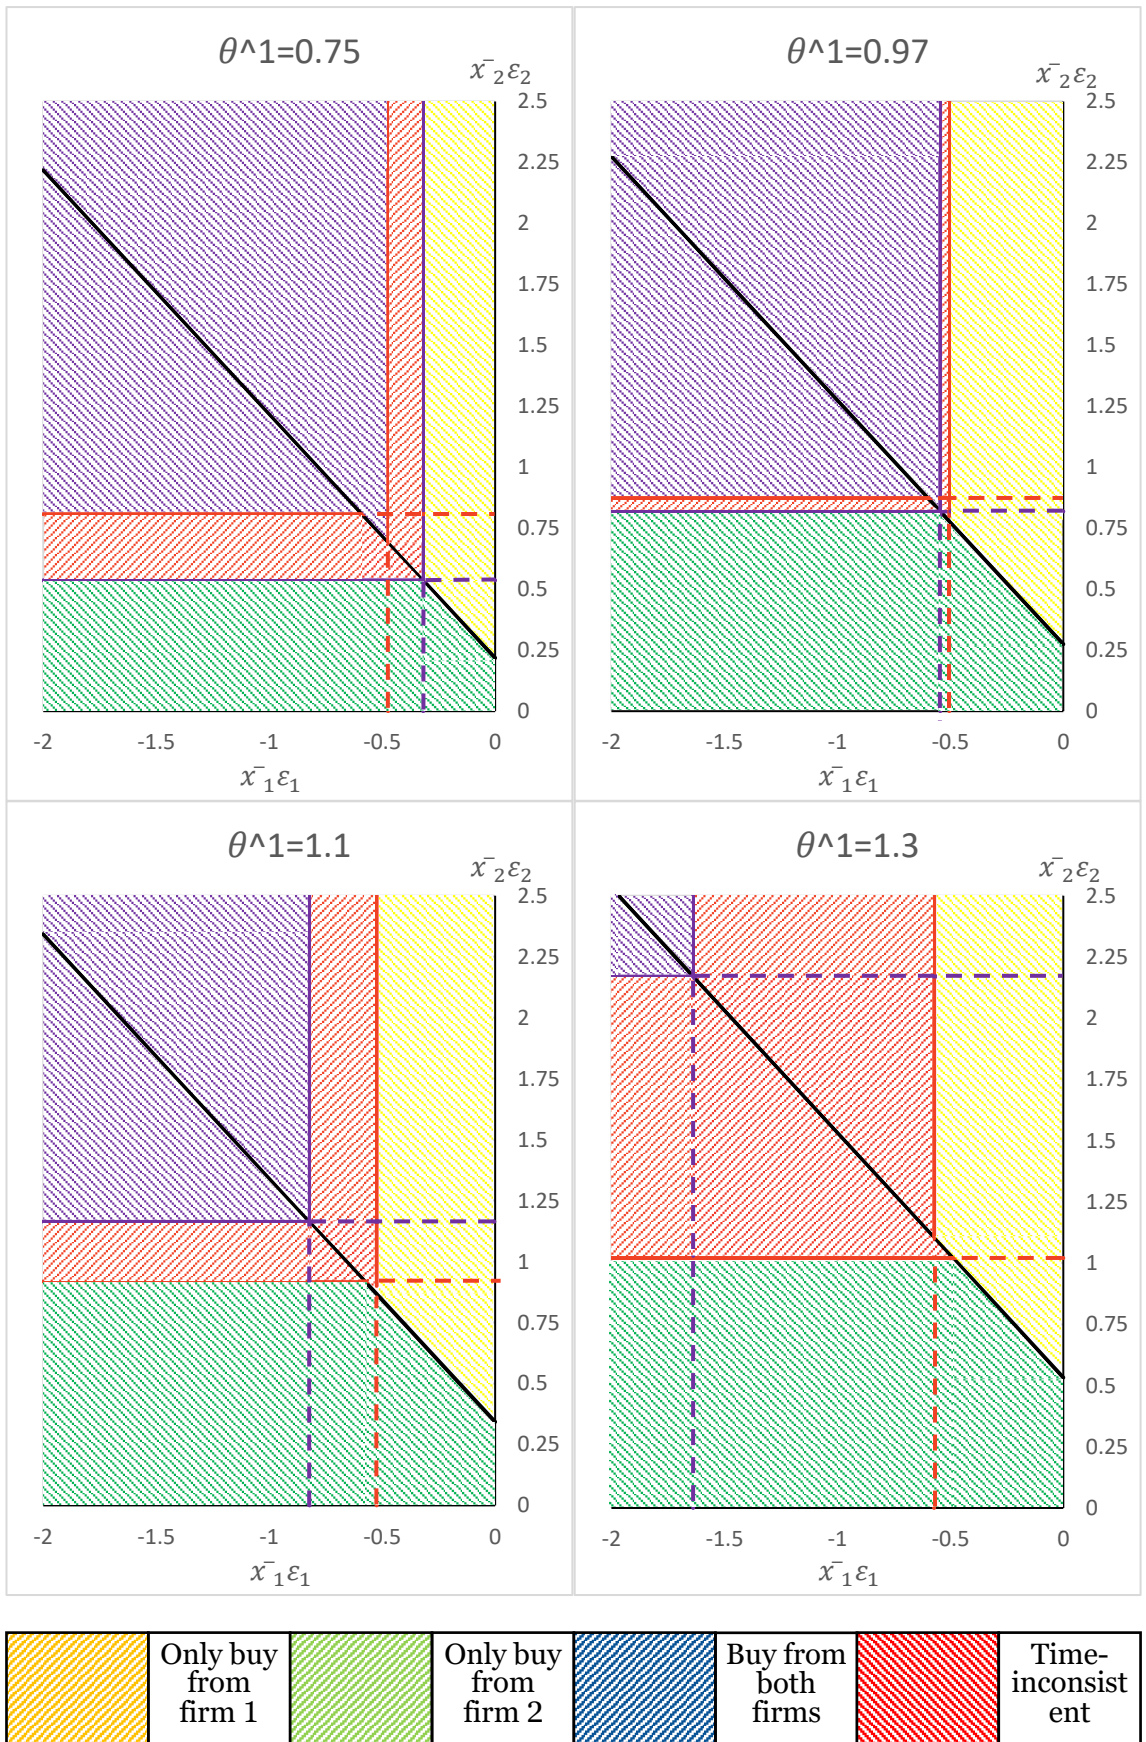 θ^1=0.75
x̄₂ε₂
2.5
2.25
2
1.75
1.5
1.25
1
0.75
0.5
0.25
0
-2 -1.5 -1 -0.5 0
x̄₁ε₁
θ^1=0.97
x̄₂ε₂
2.5
2.25
2
1.75
1.5
1.25
1
0.75
0.5
0.25
0
-2 -1.5 -1 -0.5 0
x̄₁ε₁
θ^1=1.1
x̄₂ε₂
2.5
2.25
2
1.75
1.5
1.25
1
0.75
0.5
0.25
0
-2 -1.5 -1 -0.5 0
x̄₁ε₁
θ^1=1.3
x̄₂ε₂
2.5
2.25
2
1.75
1.5
1.25
1
0.75
0.5
0.25
0
-2 -1.5 -1 -0.5 0
x̄₁ε₁
Only buy
from
firm 1
Only buy
from
firm 2
Buy from
both
firms
Time-
inconsist
ent